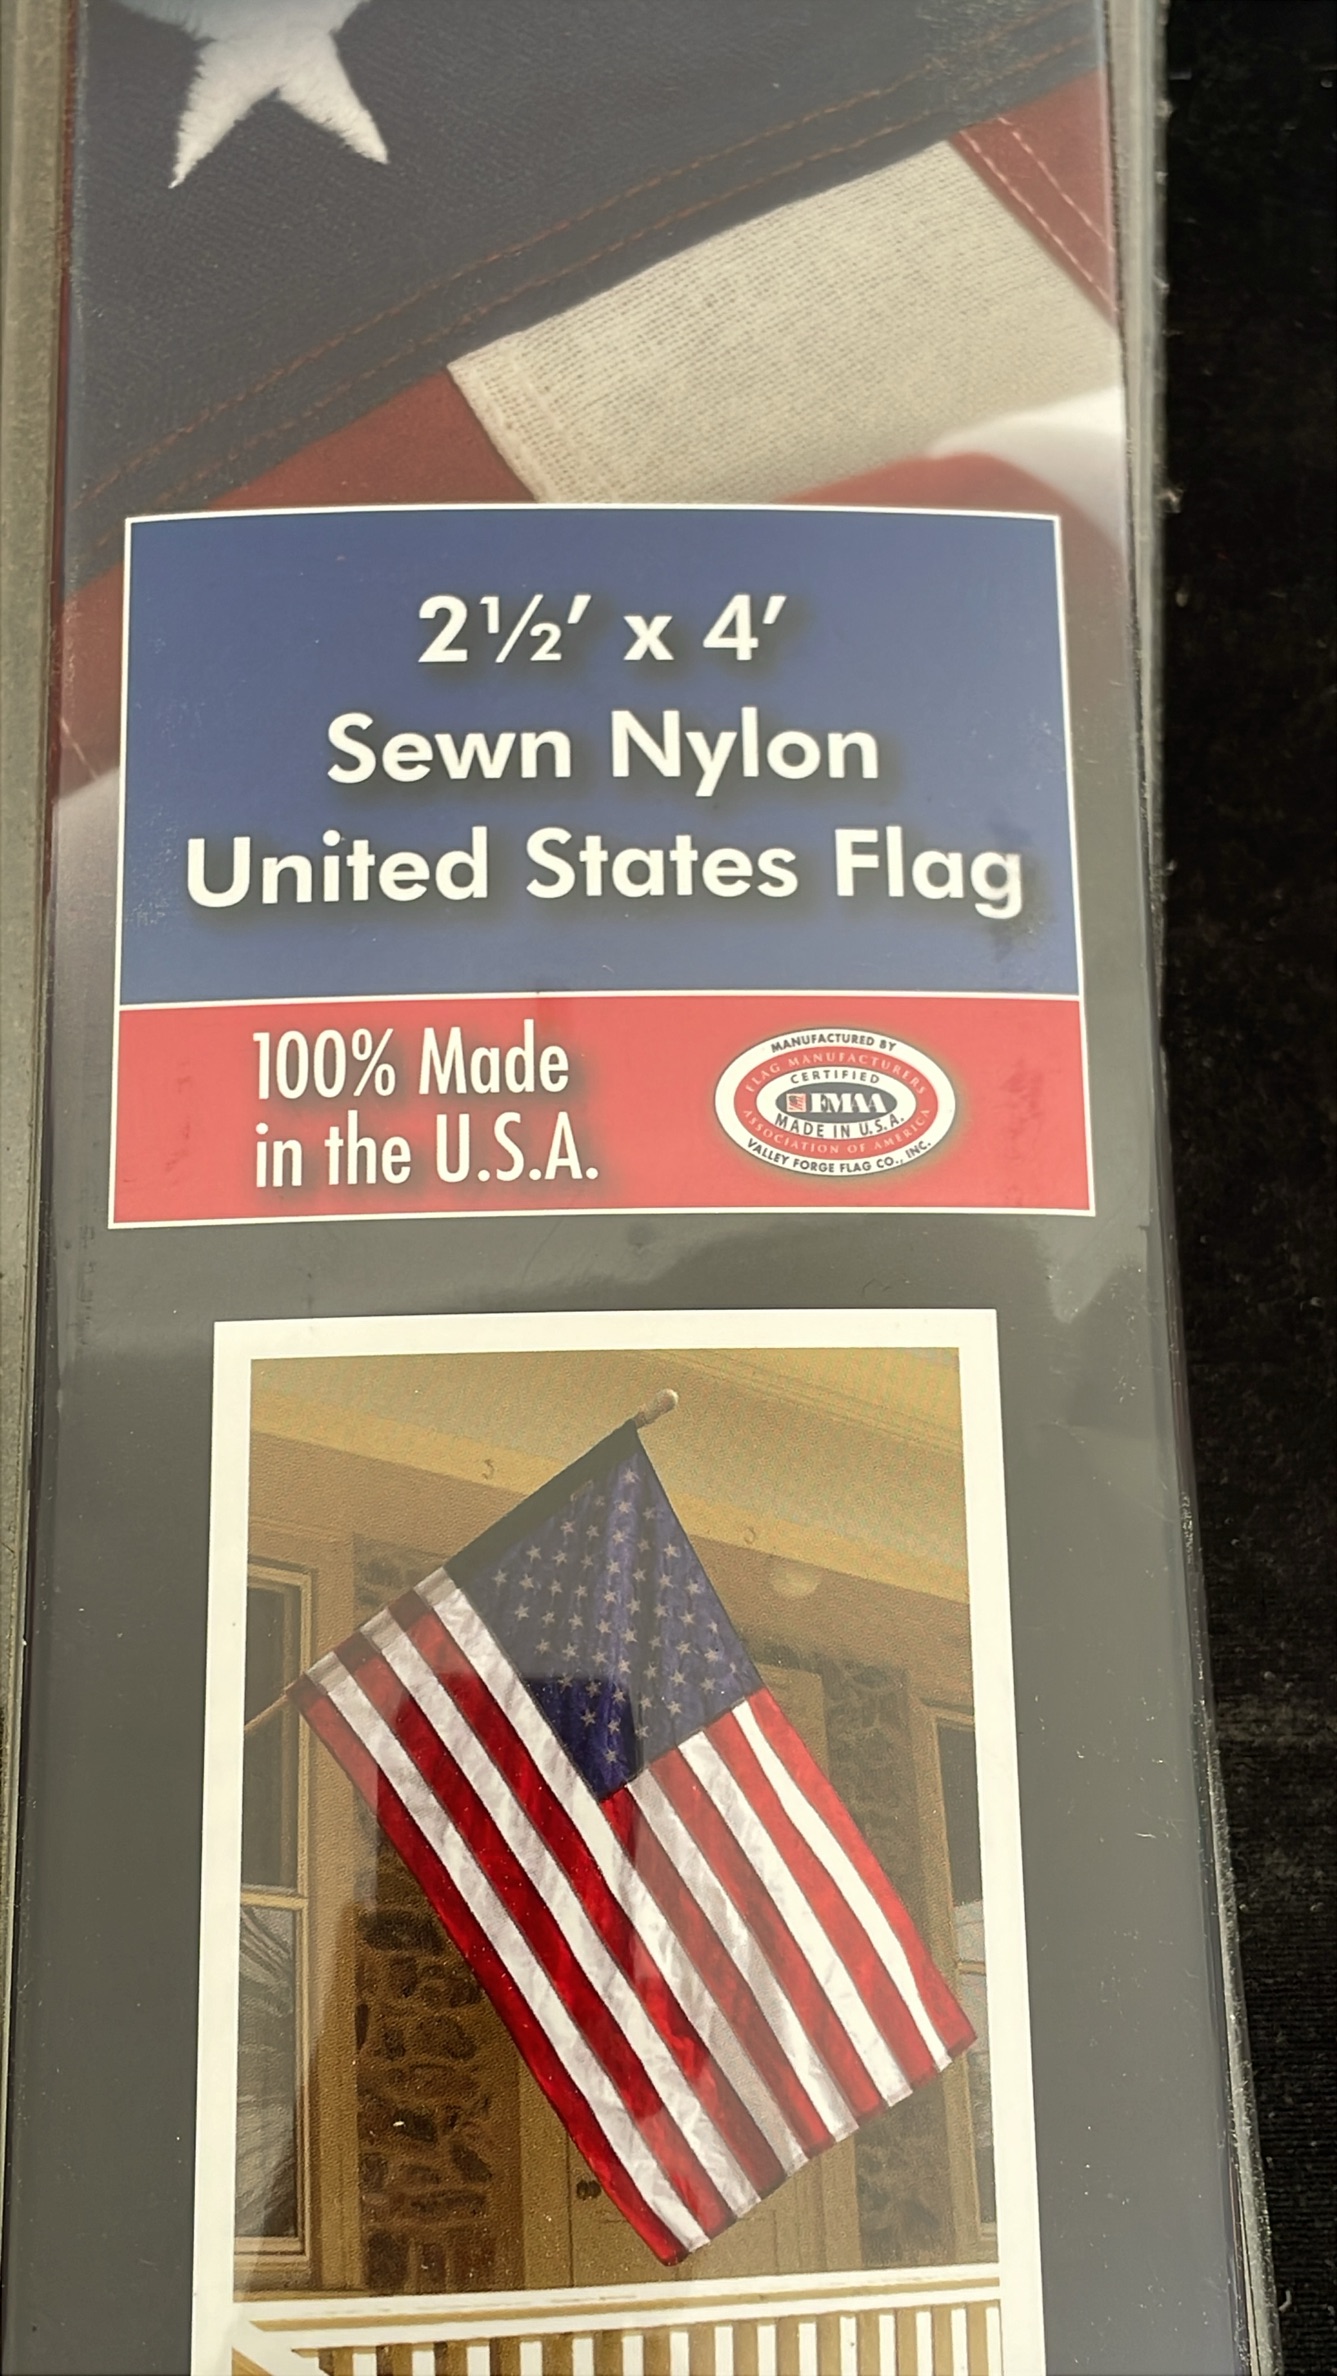 2½' x 4'
Sewn Nylon
United States Flag
100% Made
in the U.S.A.
MANUFACTURED BY
FLAG MANUFACTURERS
CERTIFIED
FMAA
MADE IN U.S.A.
ASSOCIATION OF AMERICA
VALLEY FORGE FLAG CO., INC.